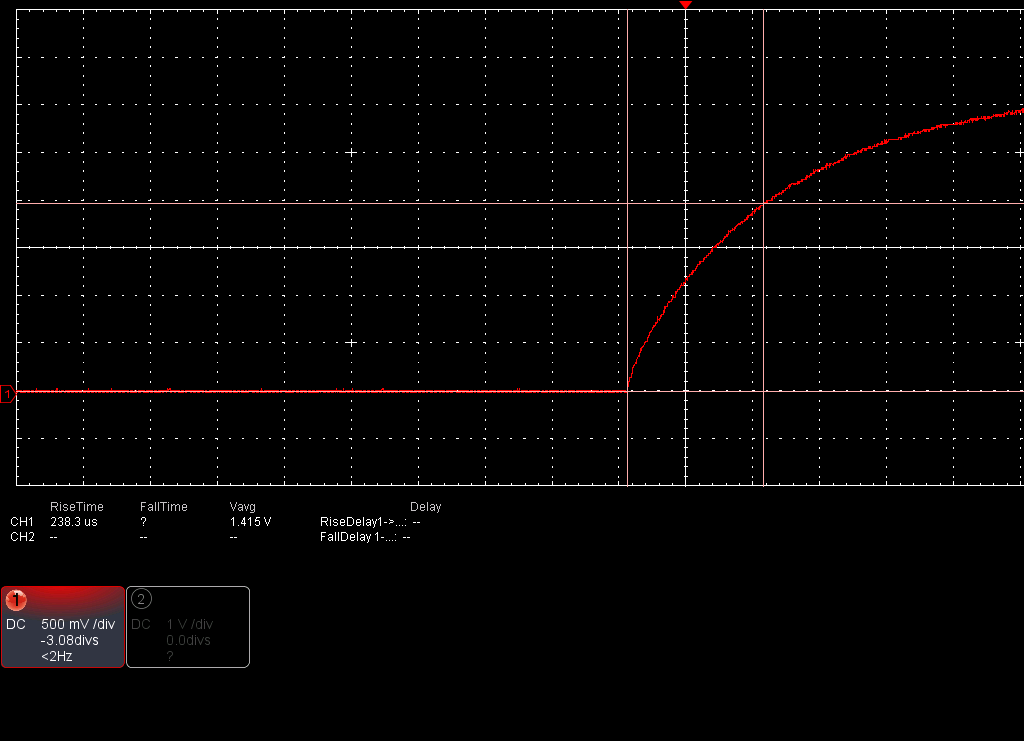 1
RiseTime FallTime Vavg Delay
CH1 238.3 us ? 1.415 V RiseDelay1->...: --
CH2 -- -- -- FallDelay 1-...: --
1
DC 500 mV /div
-3.08divs
<2Hz
2
DC 1 V /div
0.0divs
?